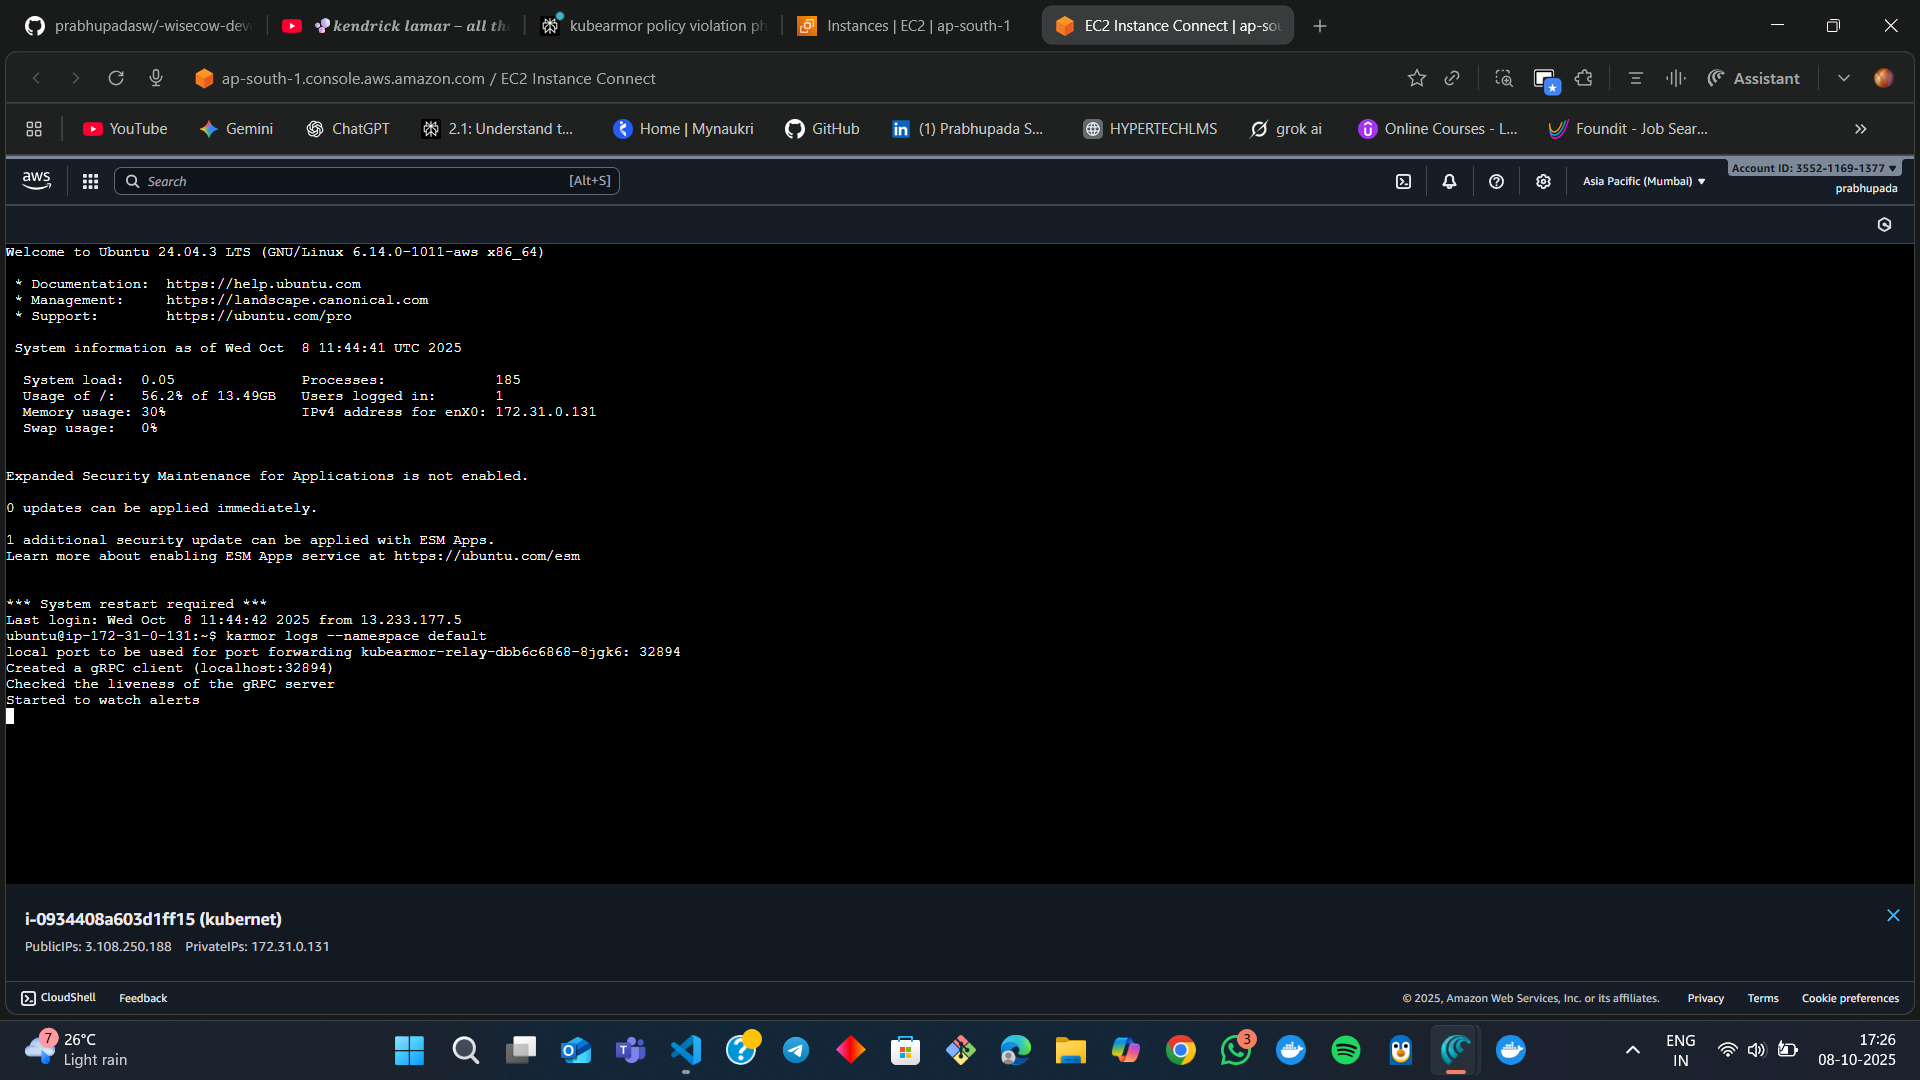 prabhupadasw/-wisecow-dev
kendrick lamar – all the
kubearmor policy violation ph
Instances | EC2 | ap-south-1
EC2 Instance Connect | ap-sou
ap-south-1.console.aws.amazon.com / EC2 Instance Connect
Assistant
YouTube
Gemini
ChatGPT
2.1: Understand t...
Home | Mynaukri
GitHub
(1) Prabhupada S...
HYPERTECHLMS
grok ai
Online Courses - L...
Foundit - Job Sear...
aws
Search
[Alt+S]
Asia Pacific (Mumbai)
Account ID: 3552-1169-1377
prabhupada
Welcome to Ubuntu 24.04.3 LTS (GNU/Linux 6.14.0-1011-aws x86_64)
* Documentation:  https://help.ubuntu.com
* Management:     https://landscape.canonical.com
* Support:        https://ubuntu.com/pro
System information as of Wed Oct  8 11:44:41 UTC 2025
System load:  0.05               Processes:             185
Usage of /:   56.2% of 13.49GB   Users logged in:       1
Memory usage: 30%                IPv4 address for enX0: 172.31.0.131
Swap usage:   0%
Expanded Security Maintenance for Applications is not enabled.
0 updates can be applied immediately.
1 additional security update can be applied with ESM Apps.
Learn more about enabling ESM Apps service at https://ubuntu.com/esm
*** System restart required ***
Last login: Wed Oct  8 11:44:42 2025 from 13.233.177.5
ubuntu@ip-172-31-0-131:~$ karmor logs --namespace default
local port to be used for port forwarding kubearmor-relay-dbb6c6868-8jgk6: 32894
Created a gRPC client (localhost:32894)
Checked the liveness of the gRPC server
Started to watch alerts
i-0934408a603d1ff15 (kubernet)
PublicIPs: 3.108.250.188    PrivateIPs: 172.31.0.131
CloudShell
Feedback
© 2025, Amazon Web Services, Inc. or its affiliates.
Privacy
Terms
Cookie preferences
7
26°C
Light rain
3
ENG
IN
17:26
08-10-2025